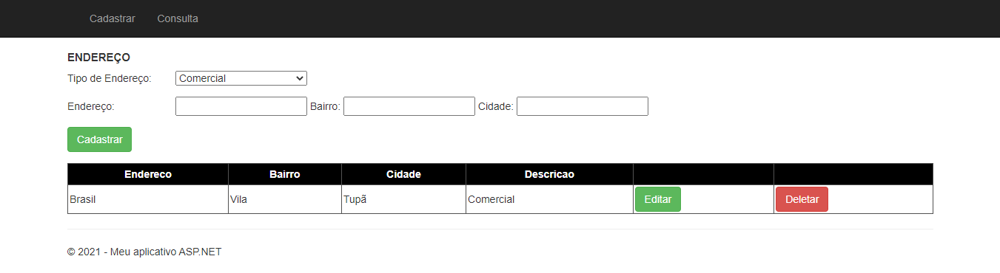 Cadastrar Consulta
ENDEREÇO
Tipo de Endereço: Comercial
Endereço: Bairro: Cidade:
Cadastrar
Endereco Bairro Cidade Descricao
Brasil Vila Tupã Comercial Editar Deletar
© 2021 - Meu aplicativo ASP.NET